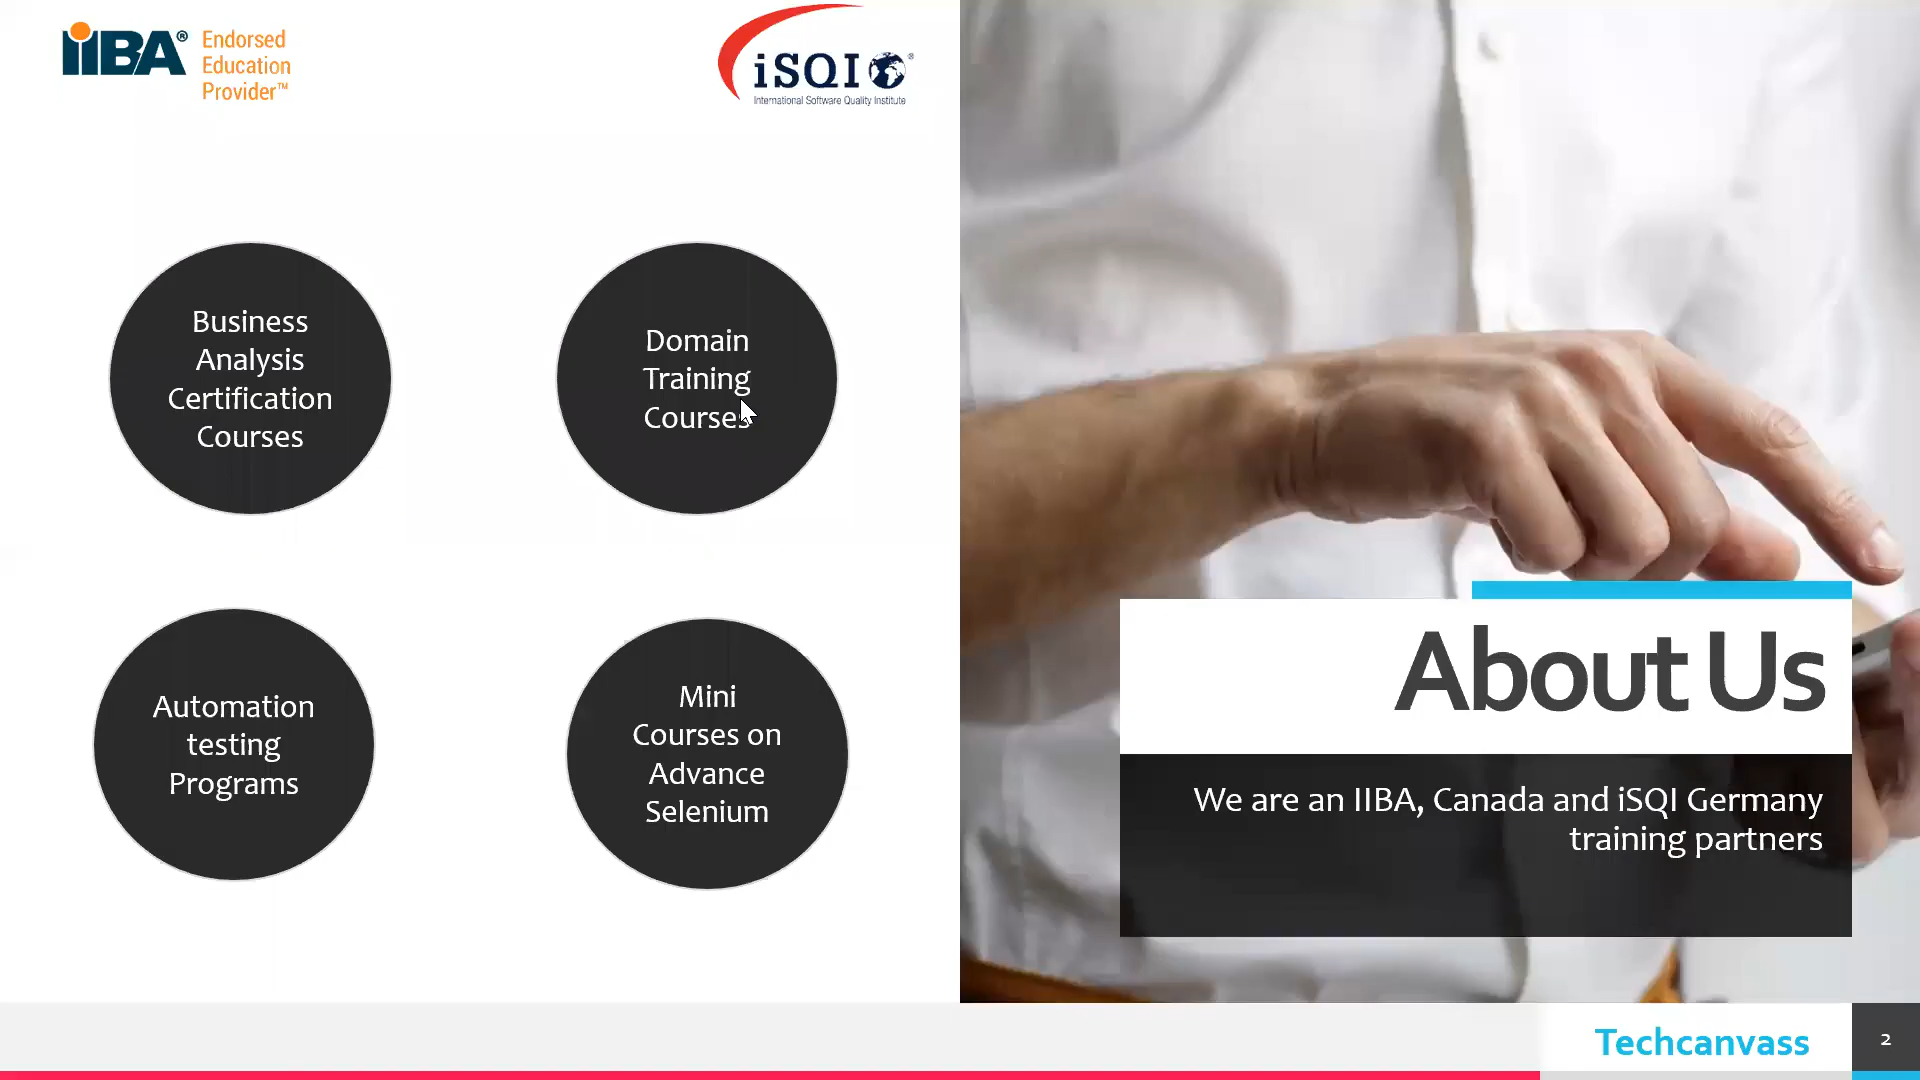 IIBA® Endorsed
Education
Provider™
iSQI®
International Software Quality Institute
Business
Analysis
Certification
Courses
Domain
Training
Courses
Automation
testing
Programs
Mini
Courses on
Advance
Selenium
About Us
We are an IIBA, Canada and iSQI Germany
training partners
Techcanvass
2